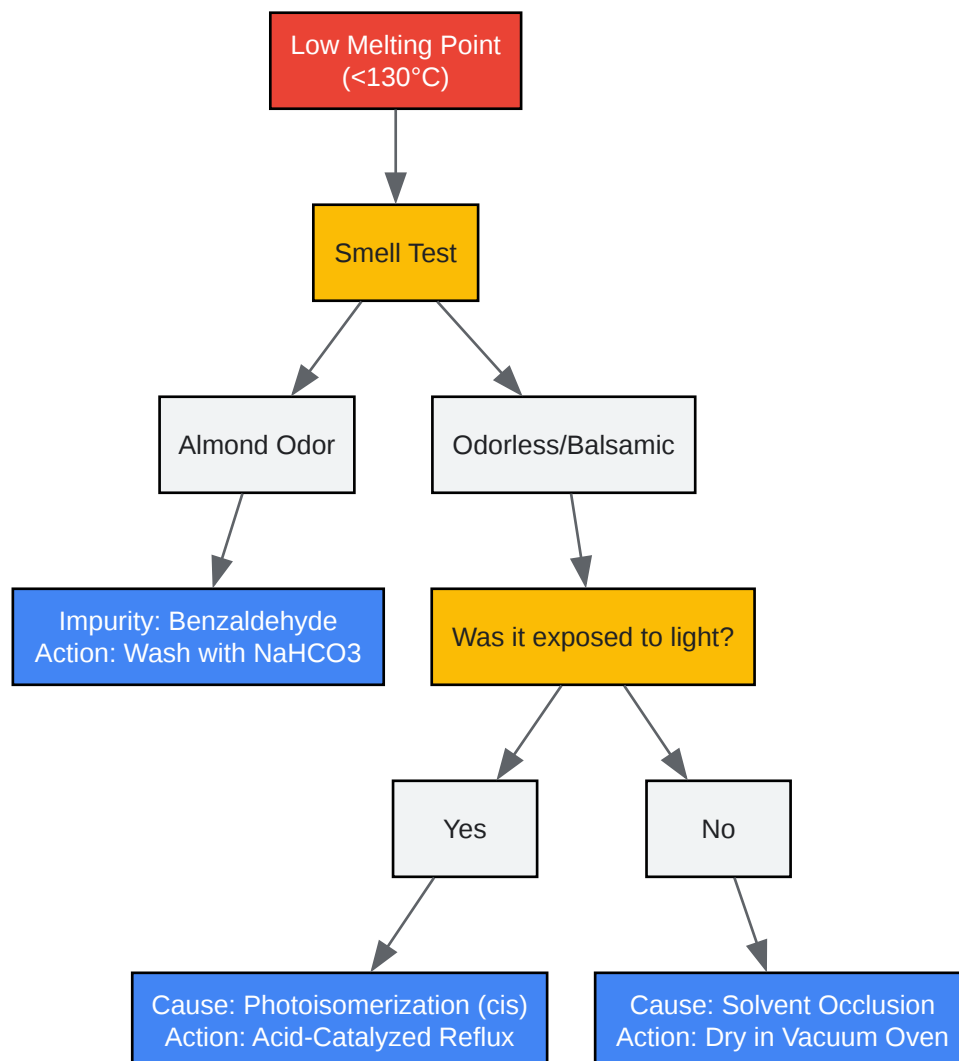 Low Melting Point
(<130°C)
Smell Test
Almond Odor
Odorless/Balsamic
Impurity: Benzaldehyde
Action: Wash with NaHCO3
Was it exposed to light?
Yes
No
Cause: Photoisomerization (cis)
Action: Acid-Catalyzed Reflux
Cause: Solvent Occlusion
Action: Dry in Vacuum Oven